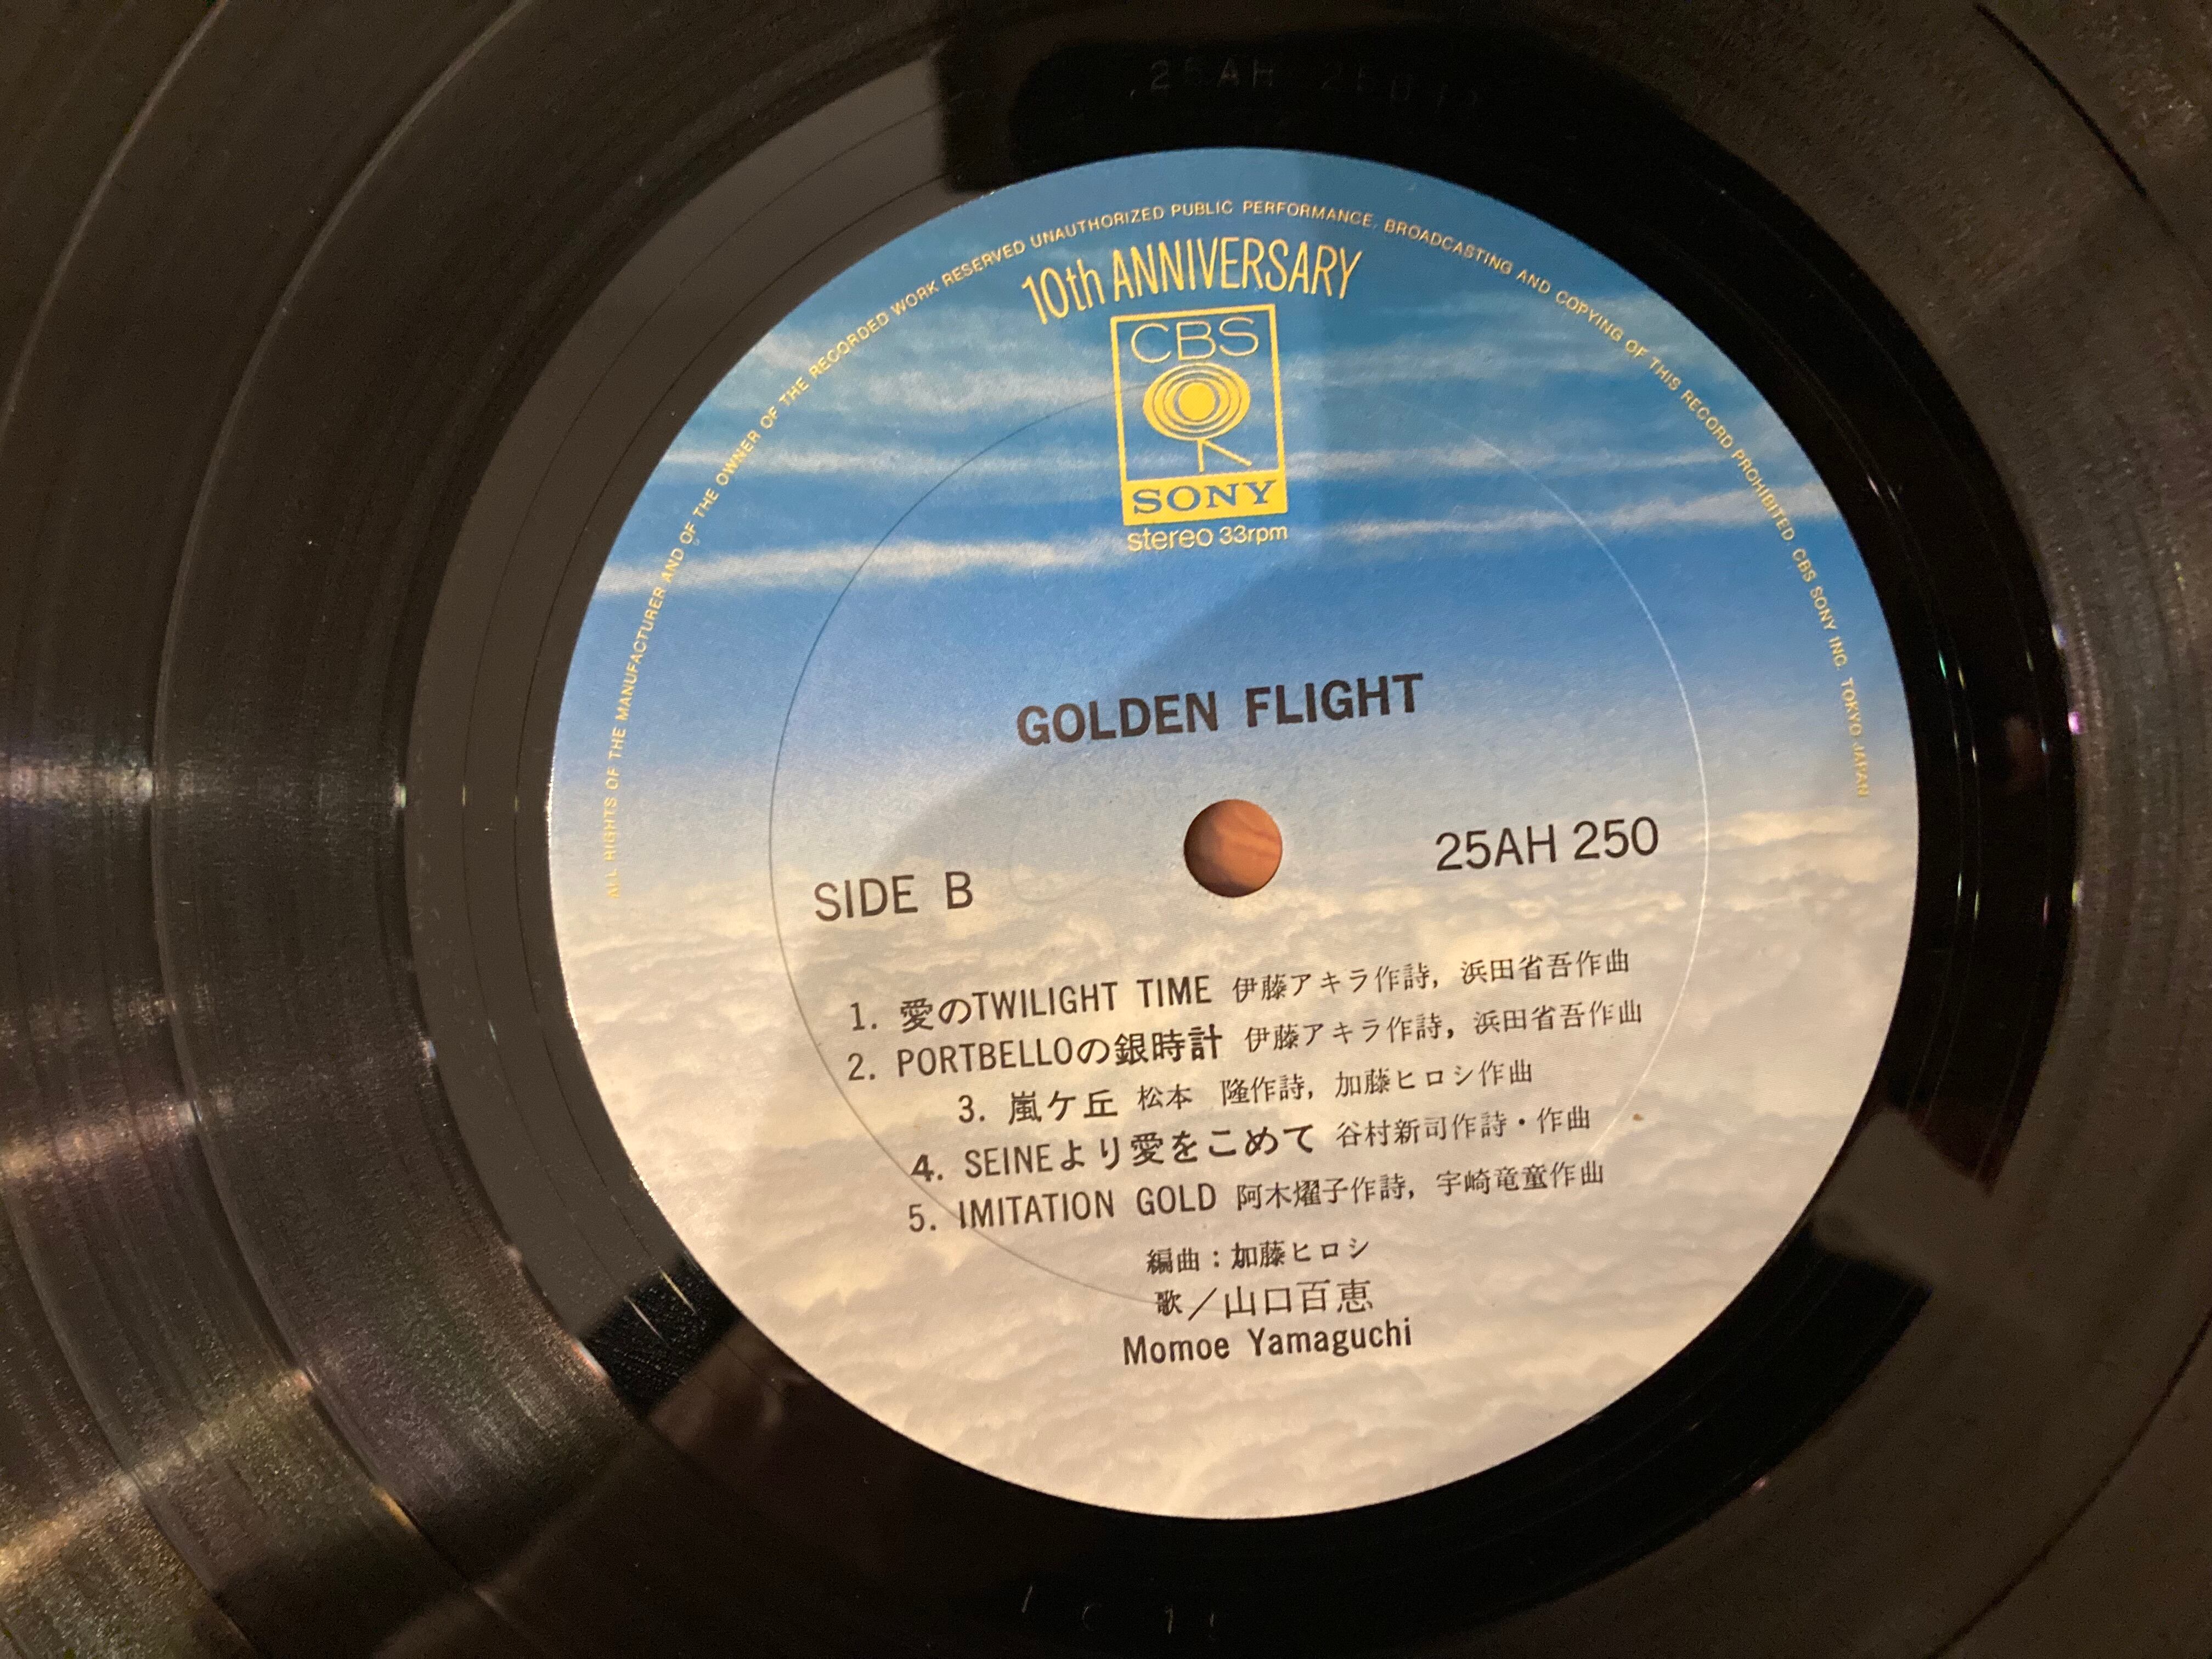 25AH 250
ALL RIGHTS OF THE MANUFACTURER AND OF THE OWNER OF THE RECORDED WORK RESERVED UNAUTHORIZED PUBLIC PERFORMANCE, BROADCASTING AND COPYING OF THIS RECORD PROHIBITED CBS SONY INC. TOKYO JAPAN
10th ANNIVERSARY
CBS
SONY
stereo 33rpm
GOLDEN FLIGHT
SIDE B 25AH 250
1. 愛のTWILIGHT TIME 伊藤アキラ作詩, 浜田省吾作曲
2. PORTBELLOの銀時計 伊藤アキラ作詩, 浜田省吾作曲
3. 嵐ケ丘 松本 隆作詩, 加藤ヒロシ作曲
4. SEINEより愛をこめて 谷村新司作詩・作曲
5. IMITATION GOLD 阿木燿子作詩, 宇崎竜童作曲
編曲：加藤ヒロシ
歌／山口百恵
Momoe Yamaguchi